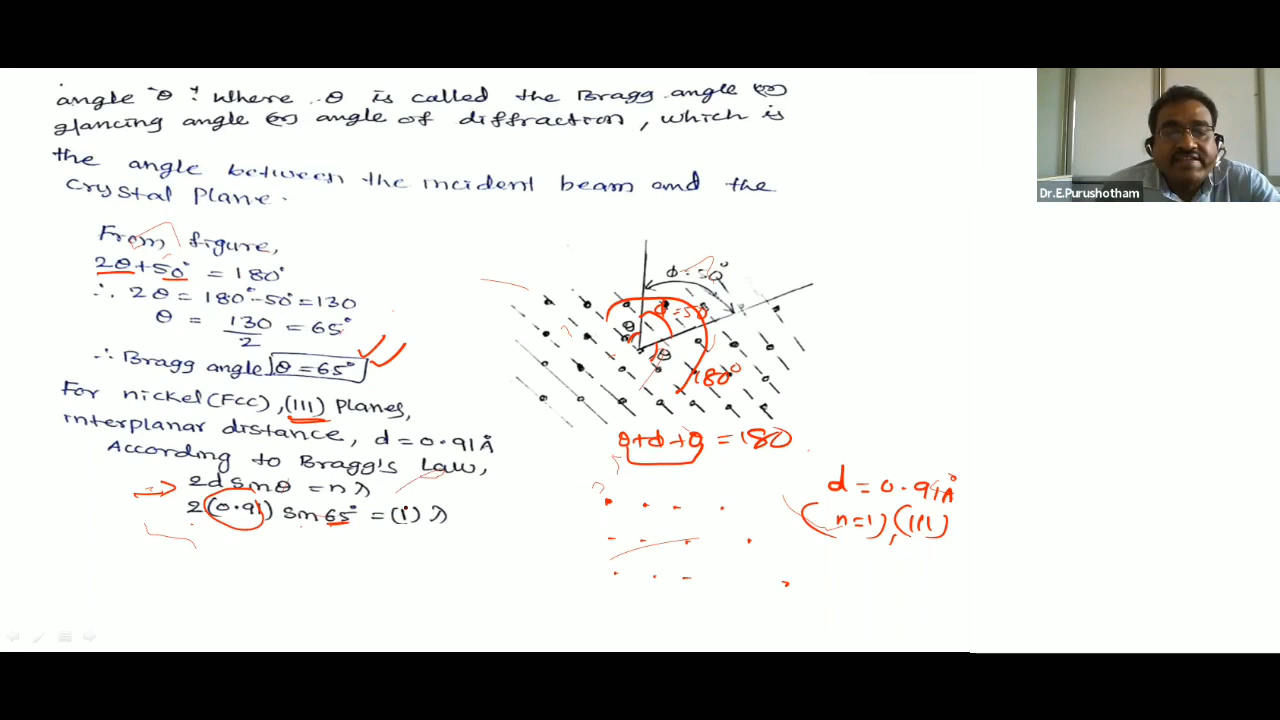 angle "θ". Where θ is called the Bragg angle (or)
glancing angle (or) angle of diffraction, which is
the angle between the incident beam and the
crystal plane.
From figure,
2θ+50° = 180°
∴ 2θ = 180°-50° = 130
θ = 130/2 = 65°
∴ Bragg angle θ = 65°
For nickel(FCC), (111) Planes,
interplanar distance, d = 0.91Å
According to Bragg's Law,
2d sinθ = nλ
2(0.91) sin 65° = (1) λ
ϕ = 50°
θ
ϕ=50
θ
180°
θ+ϕ+θ = 180
d = 0.91Å
(n=1), (111)
Dr.E.Purushotham